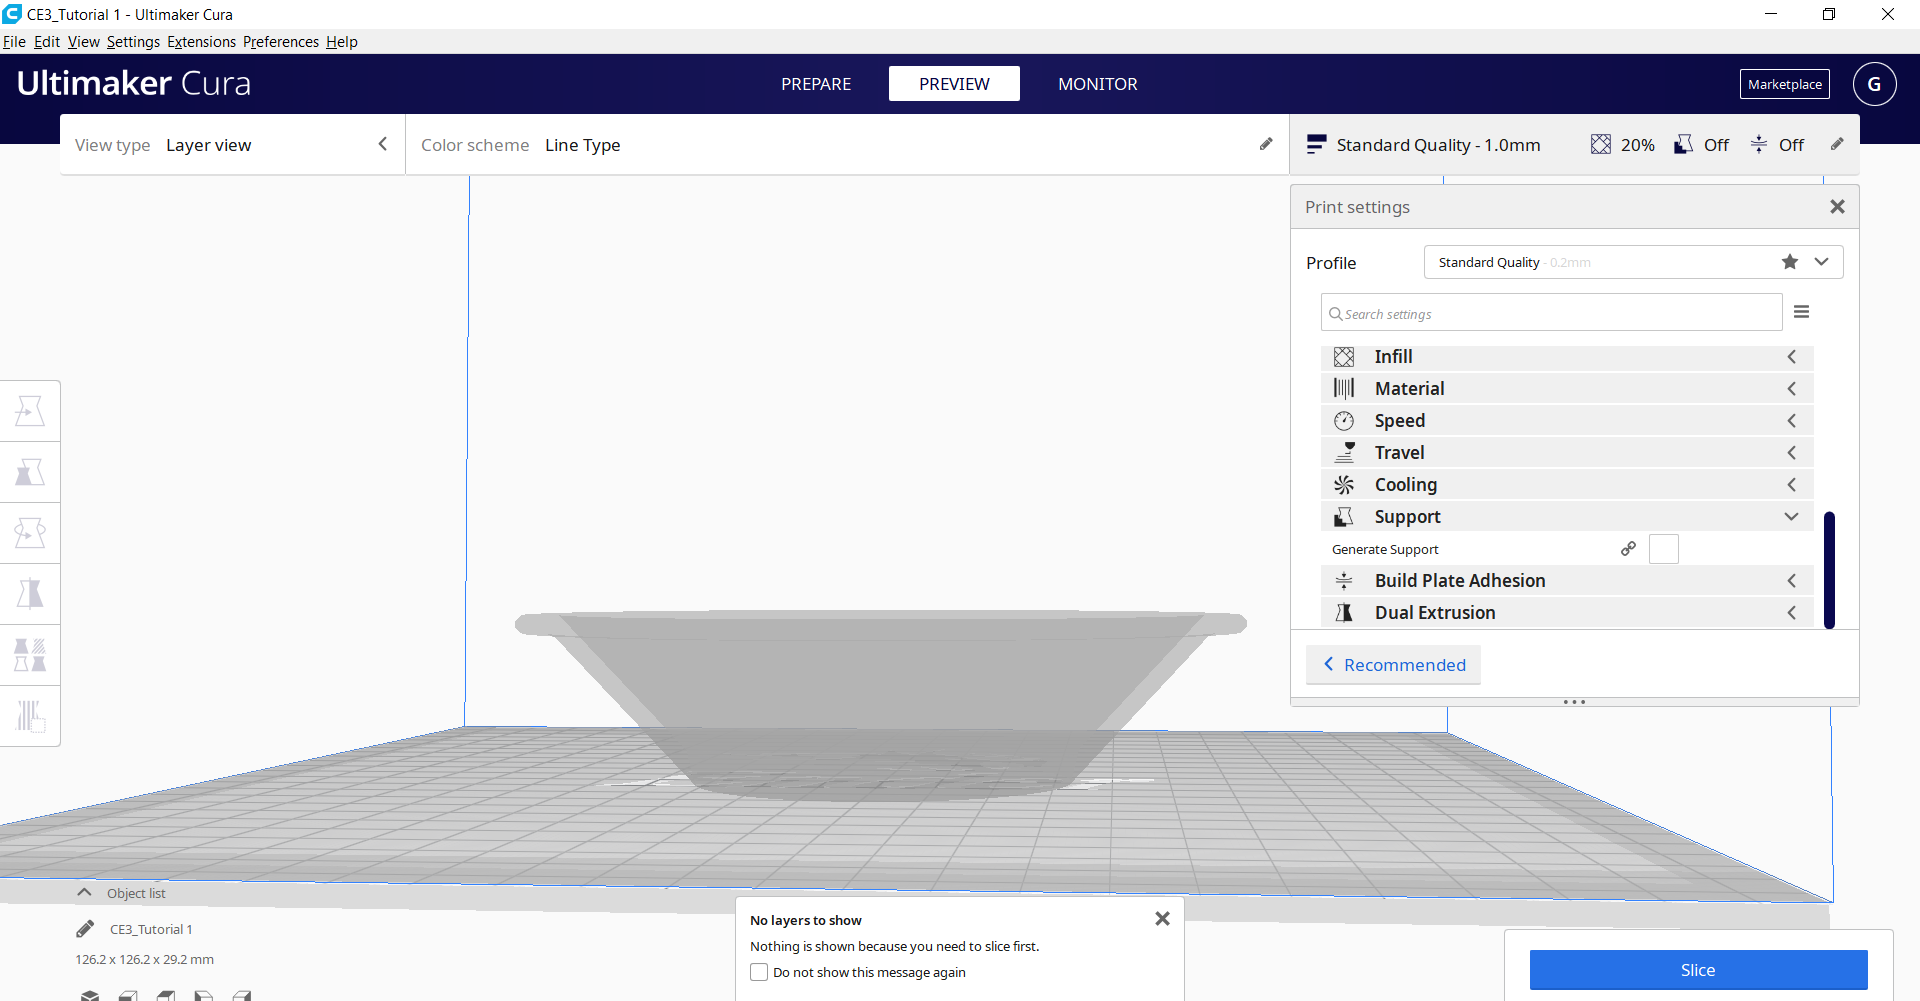 CE3_Tutorial 1 - Ultimaker Cura
File Edit View Settings Extensions Preferences Help
Ultimaker Cura
PREPARE
PREVIEW
MONITOR
Marketplace
G
View type Layer view
Color scheme Line Type
Standard Quality - 1.0mm
20%
Off
Off
Print settings
Profile
Standard Quality - 0.2mm
Search settings
Infill
Material
Speed
Travel
Cooling
Support
Generate Support
Build Plate Adhesion
Dual Extrusion
Recommended
Object list
CE3_Tutorial 1
126.2 x 126.2 x 29.2 mm
No layers to show
Nothing is shown because you need to slice first.
Do not show this message again
Slice